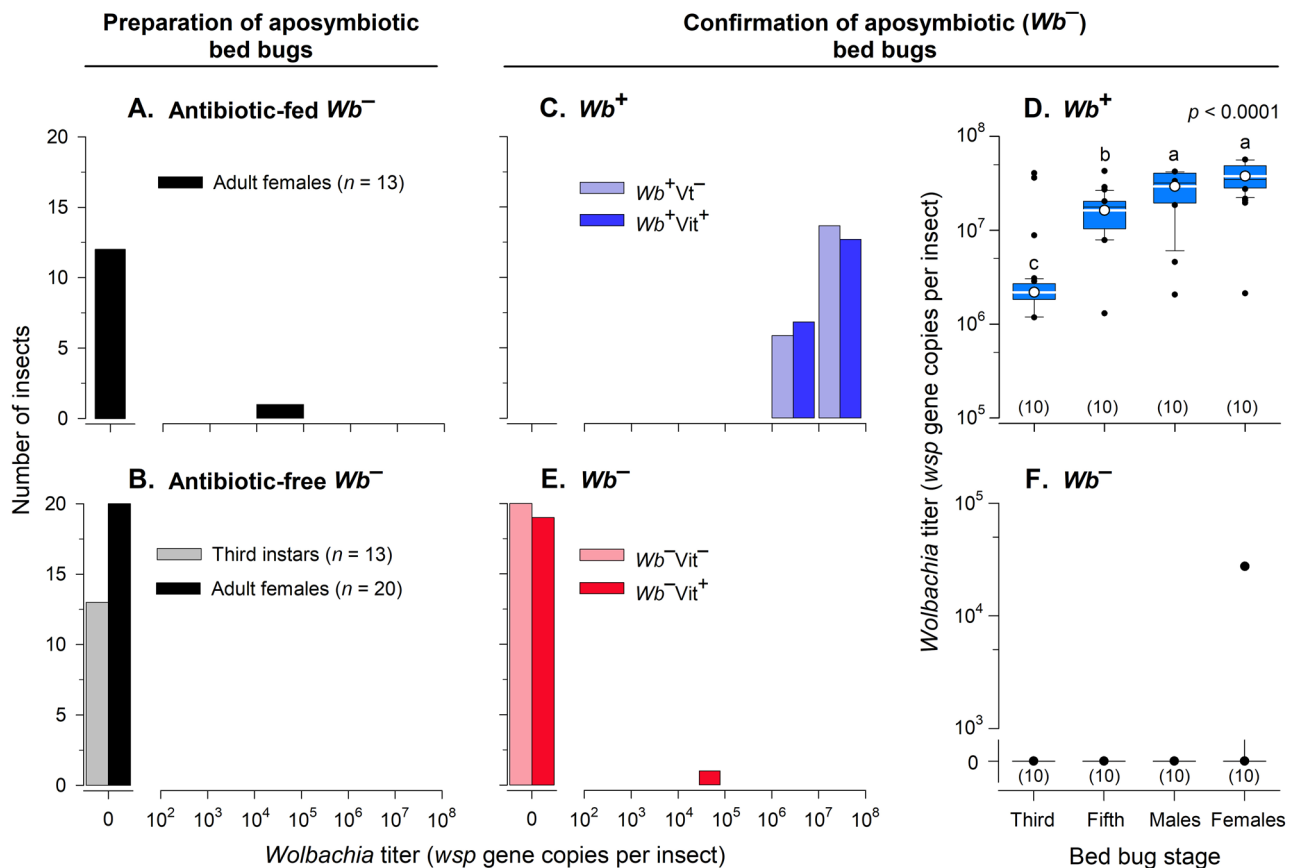 Preparation of aposymbiotic
bed bugs
Confirmation of aposymbiotic (Wb⁻)
bed bugs
A. Antibiotic-fed Wb⁻
20
15
10
5
0
Adult females (n = 13)
C. Wb⁺
Wb⁺Vt⁻
Wb⁺Vit⁺
D. Wb⁺
p < 0.0001
10⁸
10⁷
10⁶
10⁵
c
b
a
a
(10) (10) (10) (10)
Number of insects
B. Antibiotic-free Wb⁻
20
15
10
5
0
Third instars (n = 13)
Adult females (n = 20)
0 10² 10³ 10⁴ 10⁵ 10⁶ 10⁷ 10⁸
E. Wb⁻
Wb⁻Vit⁻
Wb⁻Vit⁺
0 10² 10³ 10⁴ 10⁵ 10⁶ 10⁷ 10⁸
Wolbachia titer (wsp gene copies per insect)
Wolbachia titer (wsp gene copies per insect)
F. Wb⁻
10⁵
10⁴
10³
0
(10) (10) (10) (10)
Third Fifth Males Females
Bed bug stage